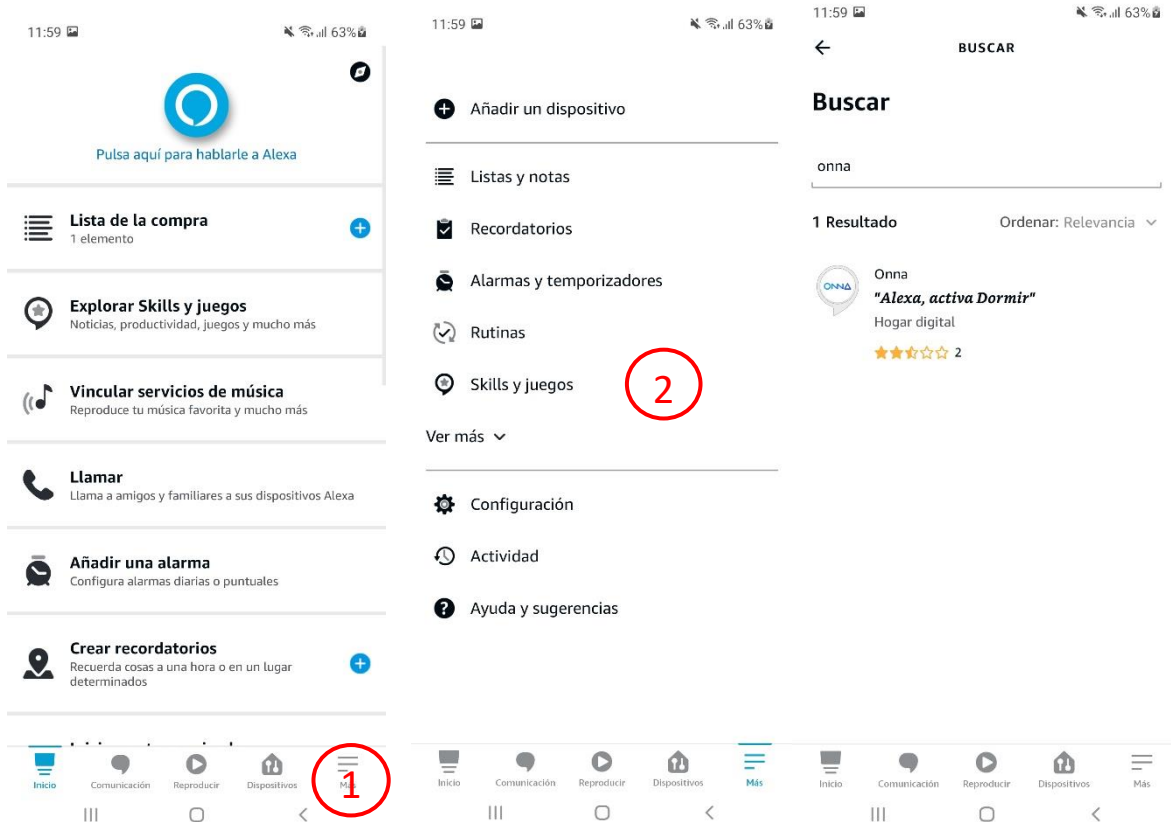 11:59 63%
Pulsa aquí para hablarle a Alexa
Lista de la compra
1 elemento
Explorar Skills y juegos
Noticias, productividad, juegos y mucho más
Vincular servicios de música
Reproduce tu música favorita y mucho más
Llamar
Llama a amigos y familiares a sus dispositivos Alexa
Añadir una alarma
Configura alarmas diarias o puntuales
Crear recordatorios
Recuerda cosas a una hora o en un lugar
determinados
Inicio Comunicación Reproducir Dispositivos Más
1
11:59 63%
Añadir un dispositivo
Listas y notas
Recordatorios
Alarmas y temporizadores
Rutinas
Skills y juegos
2
Ver más
Configuración
Actividad
Ayuda y sugerencias
Inicio Comunicación Reproducir Dispositivos Más
11:59 63%
BUSCAR
Buscar
onna
1 Resultado Ordenar: Relevancia
ONNA
Onna
"Alexa, activa Dormir"
Hogar digital
2
Inicio Comunicación Reproducir Dispositivos Más